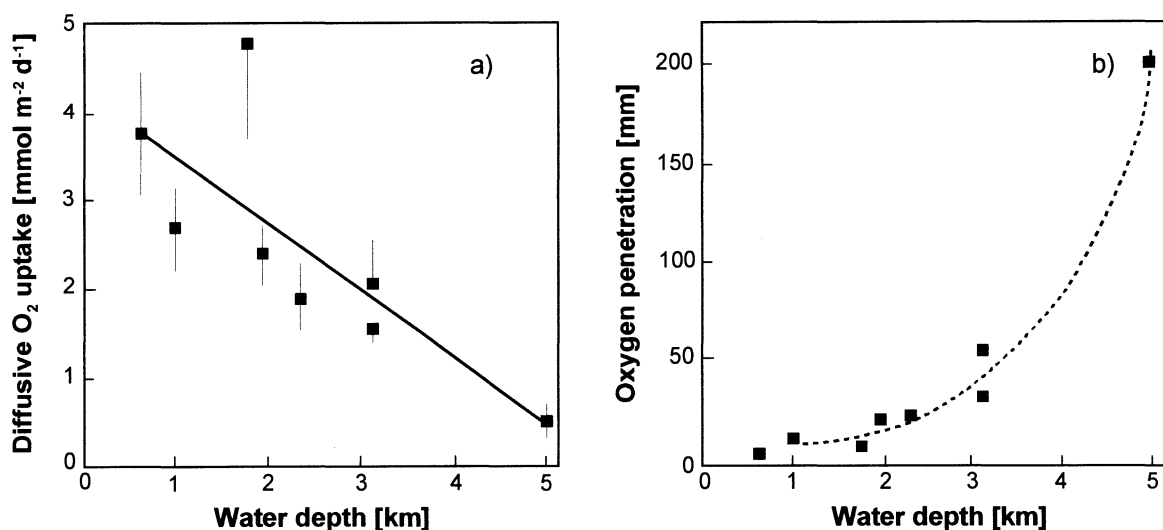 a)
Diffusive O₂ uptake [mmol m⁻² d⁻¹]
5
4
3
2
1
0
0 1 2 3 4 5
Water depth [km]
b)
Oxygen penetration [mm]
200
150
100
50
0
0 1 2 3 4 5
Water depth [km]